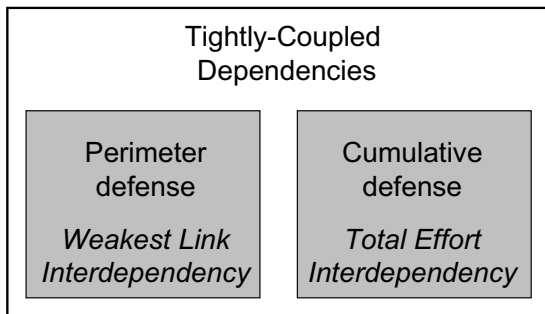 Tightly-Coupled
Dependencies
Perimeter
defense
Weakest Link
Interdependency
Cumulative
defense
Total Effort
Interdependency